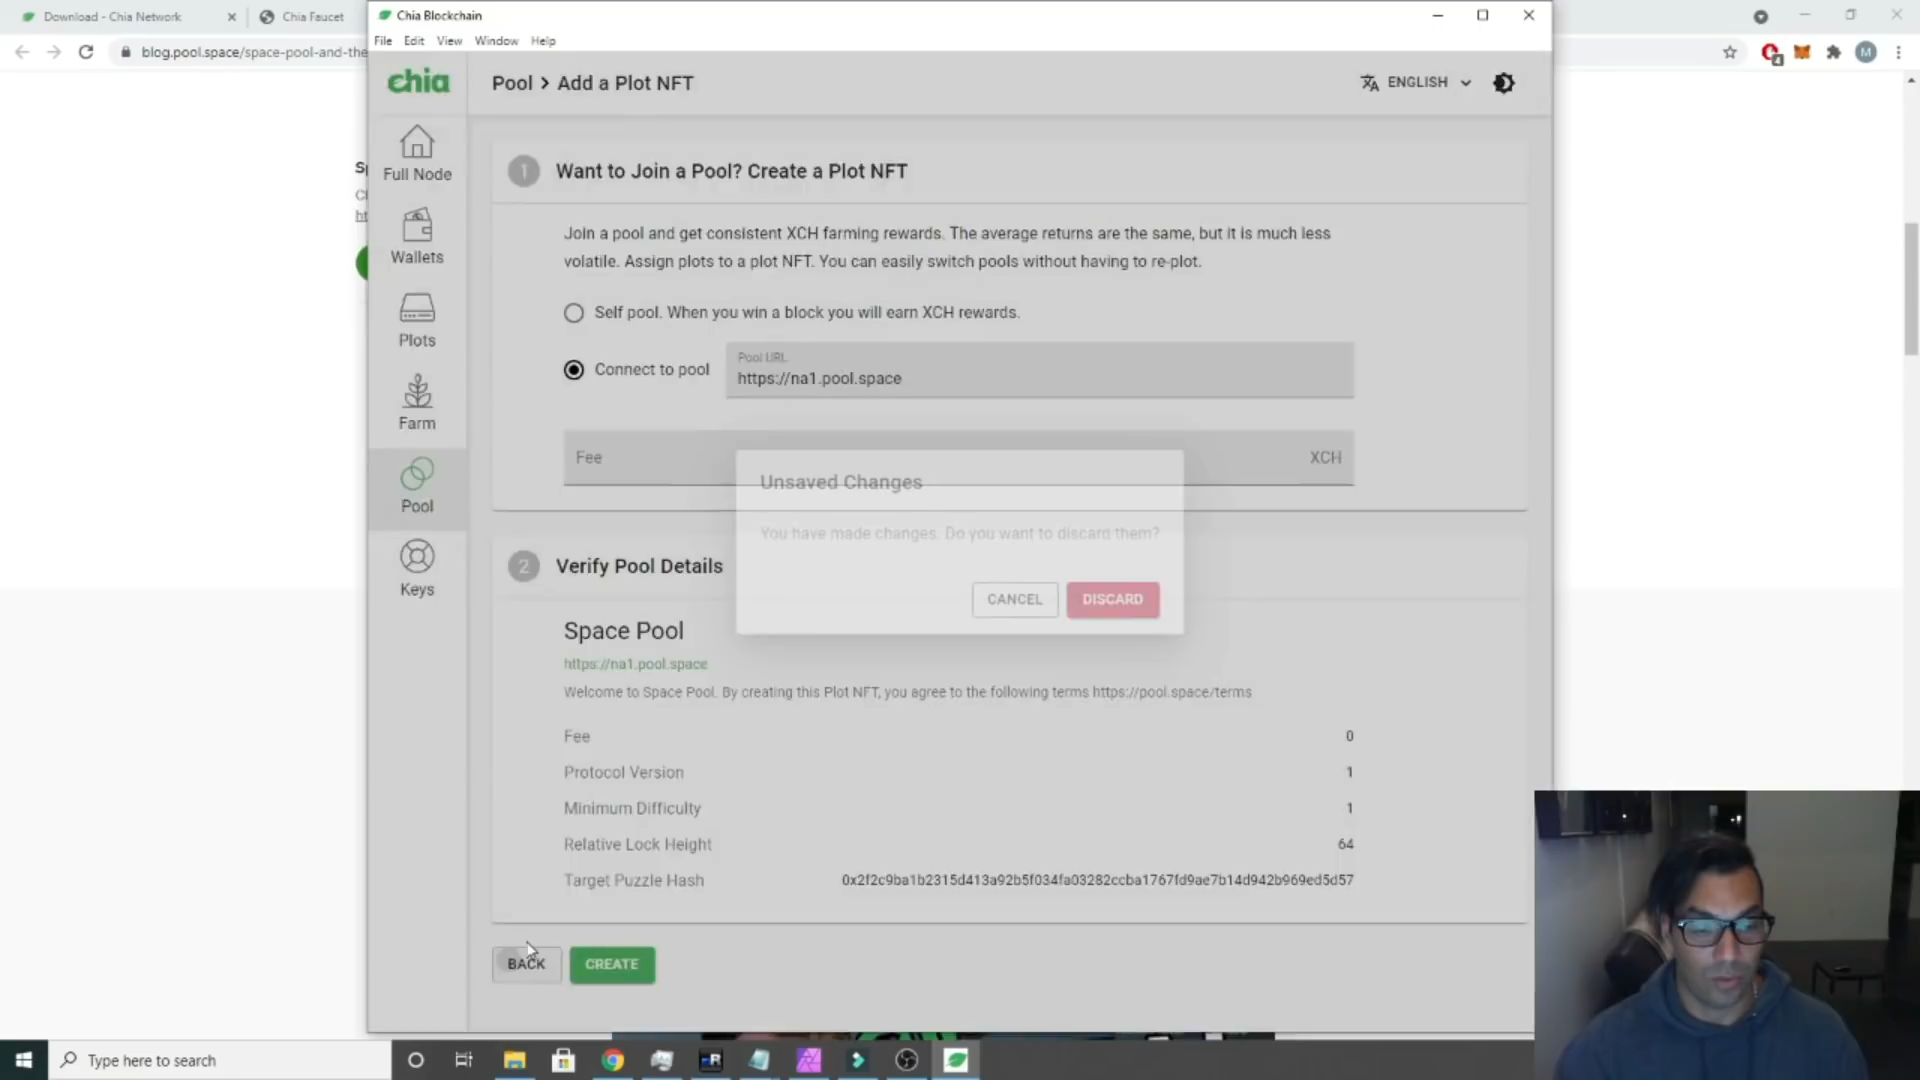 Download - Chia Network
Chia Faucet
blog.pool.space/space-pool-and-the
Chia Blockchain
File Edit View Window Help
chia
Pool > Add a Plot NFT
ENGLISH
M
Full Node
Wallets
Plots
Farm
Pool
Keys
1
Want to Join a Pool? Create a Plot NFT
Join a pool and get consistent XCH farming rewards. The average returns are the same, but it is much less
volatile. Assign plots to a plot NFT. You can easily switch pools without having to re-plot.
Self pool. When you win a block you will earn XCH rewards.
Connect to pool
Pool URL
https://na1.pool.space
Fee
XCH
Unsaved Changes
You have made changes. Do you want to discard them?
CANCEL
DISCARD
2
Verify Pool Details
Space Pool
https://na1.pool.space
Welcome to Space Pool. By creating this Plot NFT, you agree to the following terms https://pool.space/terms
Fee 0
Protocol Version 1
Minimum Difficulty 1
Relative Lock Height 64
Target Puzzle Hash 0x2f2c9ba1b2315d413a92b5f034fa03282ccba1767fd9ae7b14d942b969ed5d57
BACK
CREATE
Type here to search